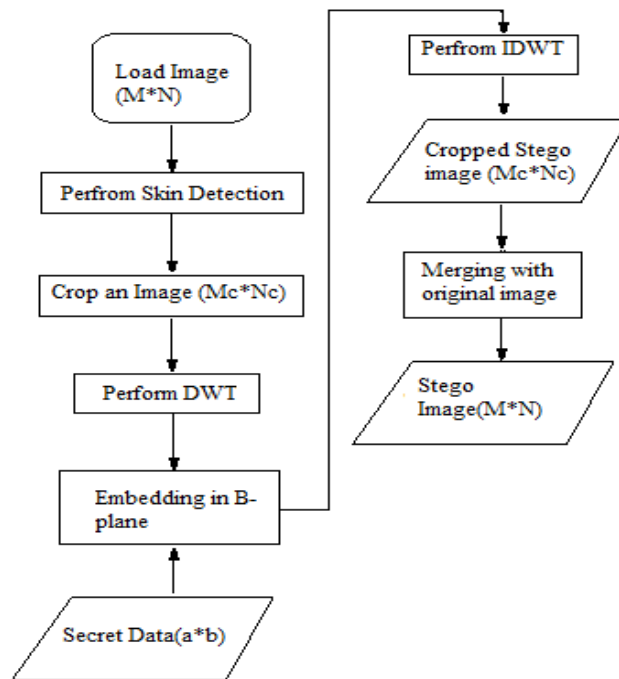 Load Image
(M*N)
Perfrom Skin Detection
Crop an Image (Mc*Nc)
Perform DWT
Embedding in B-
plane
Secret Data(a*b)
Perfrom IDWT
Cropped Stego
image (Mc*Nc)
Merging with
original image
Stego
Image(M*N)